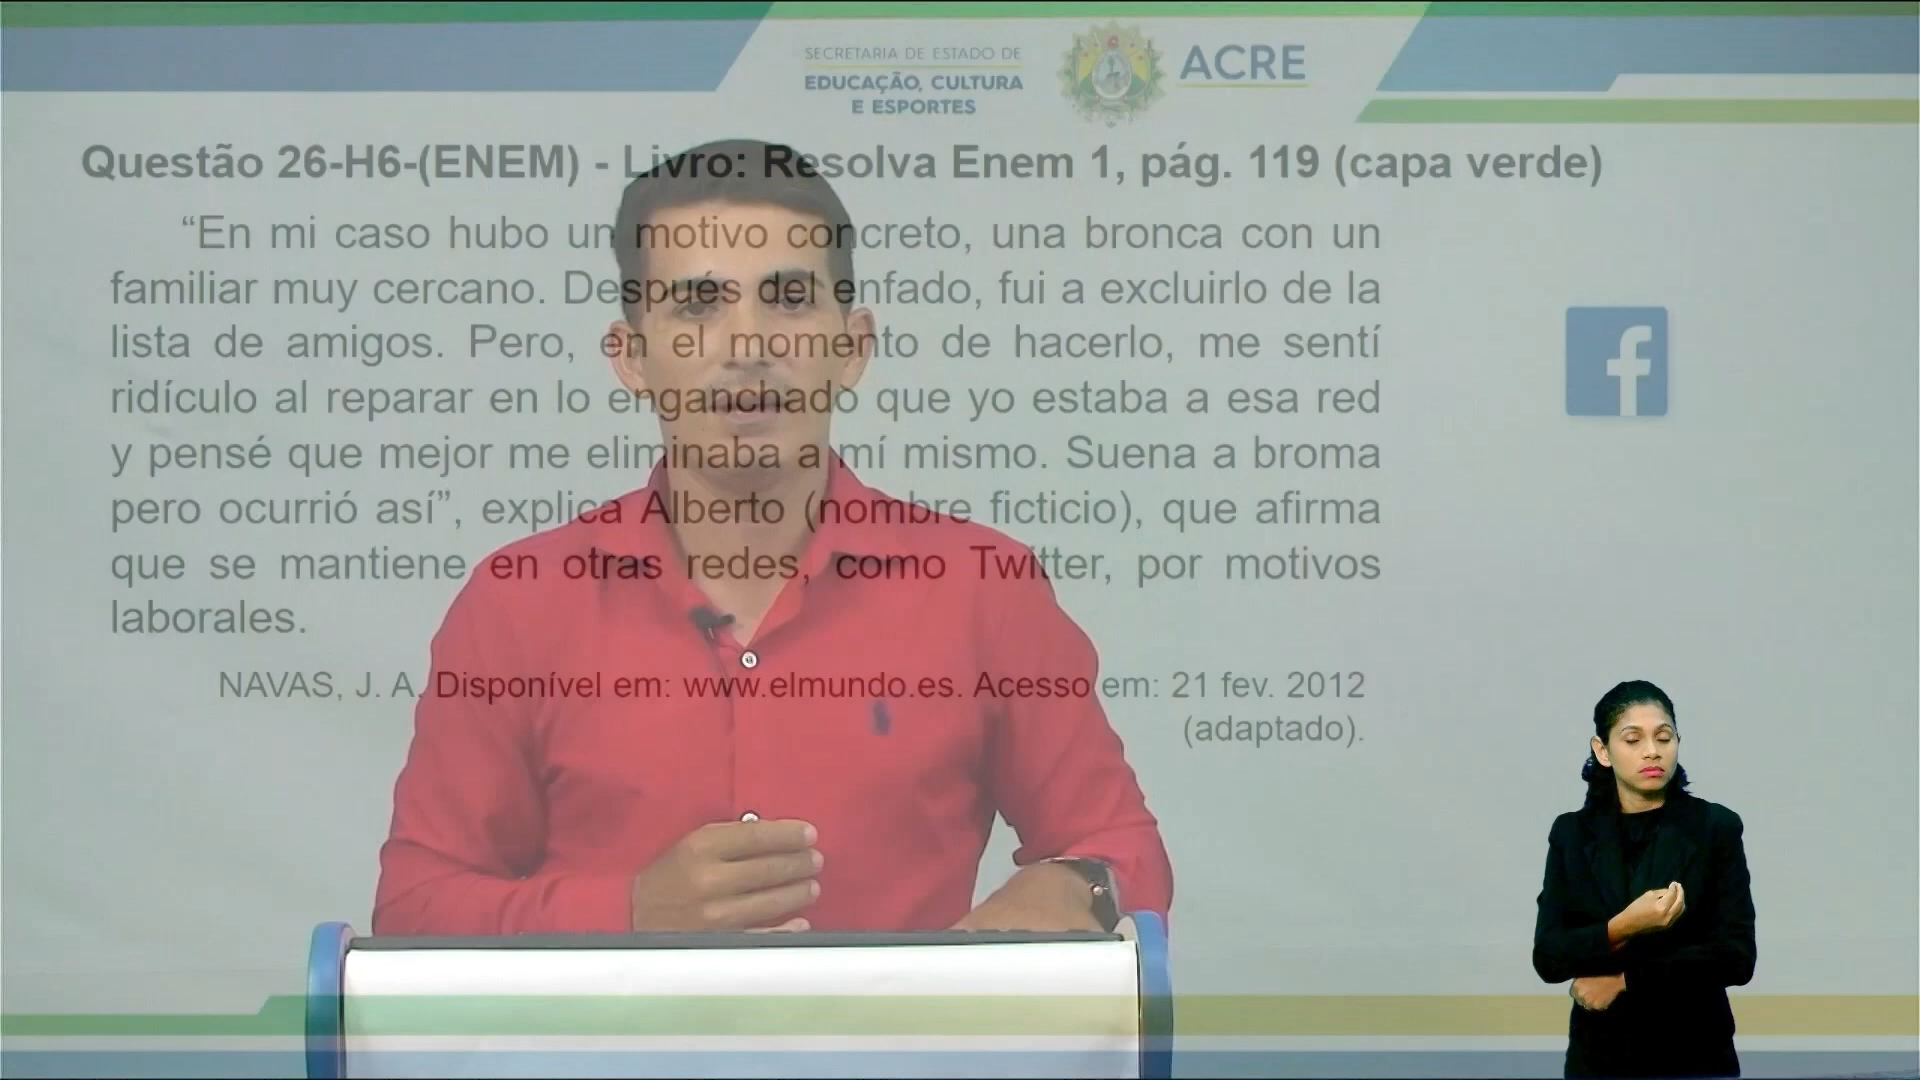 SECRETARIA DE ESTADO DE
EDUCAÇÃO, CULTURA
E ESPORTES
ACRE
Questão 26-H6-(ENEM) - Livro: Resolva Enem 1, pág. 119 (capa verde)
“En mi caso hubo un motivo concreto, una bronca con un
familiar muy cercano. Después del enfado, fui a excluirlo de la
lista de amigos. Pero, en el momento de hacerlo, me sentí
ridículo al reparar en lo enganchado que yo estaba a esa red
y pensé que mejor me eliminaba a mí mismo. Suena a broma
pero ocurrió así”, explica Alberto (nombre ficticio), que afirma
que se mantiene en otras redes, como Twitter, por motivos
laborales.
NAVAS, J. A. Disponível em: www.elmundo.es. Acesso em: 21 fev. 2012
(adaptado).
f